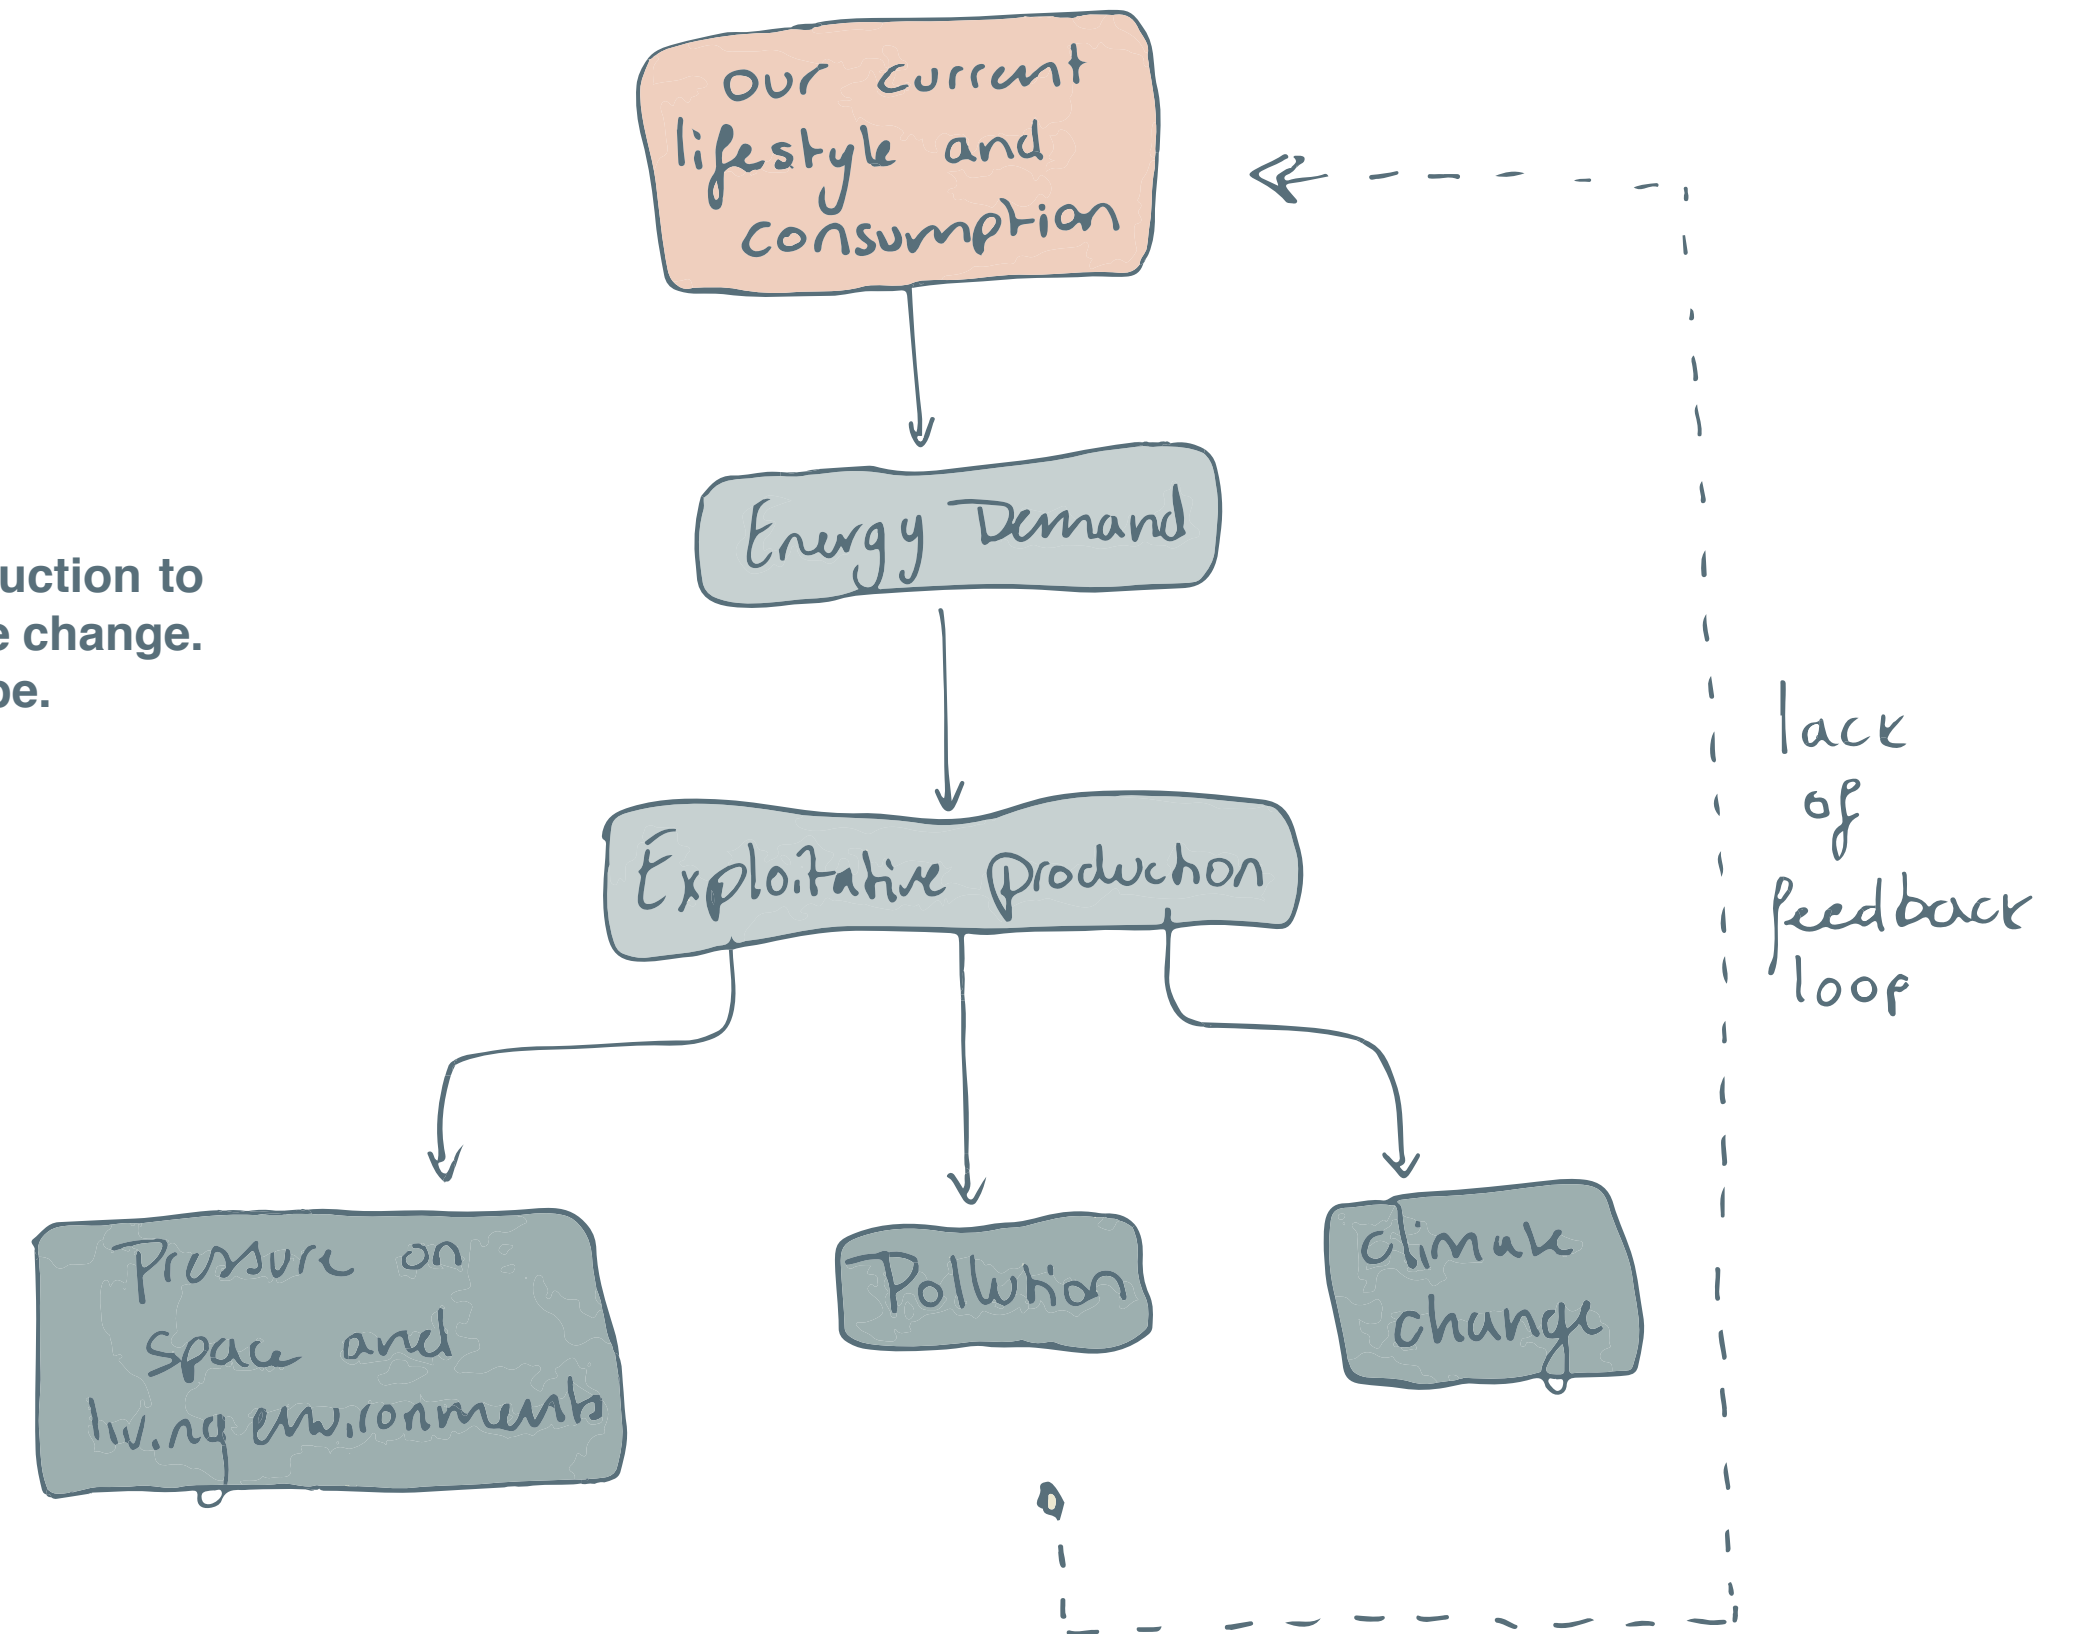 our current
lifestyle and
consumption
Energy Demand
uction to
e change.
pe.
lack
of
feedback
loop
Exploitative production
Pressure on
space and
living environments
Pollution
climate
change